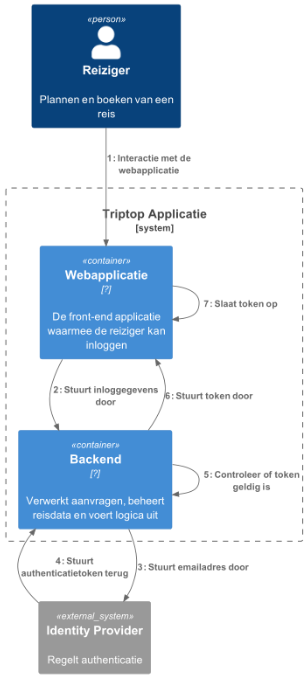 «person»
Reiziger
Plannen en boeken van een
reis
1: Interactie met de
webapplicatie
Triptop Applicatie
[system]
«container»
Webapplicatie
[?]
De front-end applicatie
waarmee de reiziger kan
inloggen
7: Slaat token op
2: Stuurt inloggegevens
door
6: Stuurt token door
«container»
Backend
[?]
Verwerkt aanvragen, beheert
reisdata en voert logica uit
5: Controleer of token
geldig is
4: Stuurt
authenticatietoken terug
3: Stuurt emailadres door
«external_system»
Identity Provider
Regelt authenticatie